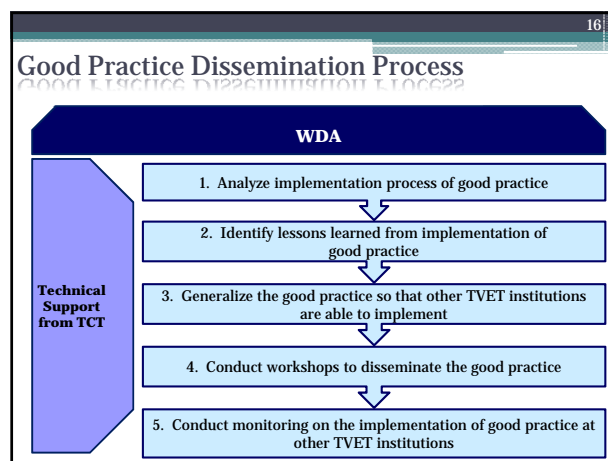 16
Good Practice Dissemination Process
WDA
Technical
Support
from TCT
1. Analyze implementation process of good practice
2. Identify lessons learned from implementation of
good practice
3. Generalize the good practice so that other TVET institutions
are able to implement
4. Conduct workshops to disseminate the good practice
5. Conduct monitoring on the implementation of good practice at
other TVET institutions